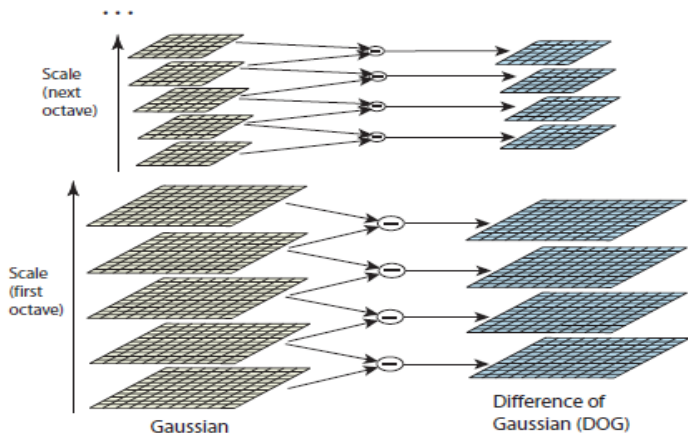 . . .
Scale
(next
octave)
Scale
(first
octave)
Gaussian
Difference of
Gaussian (DOG)